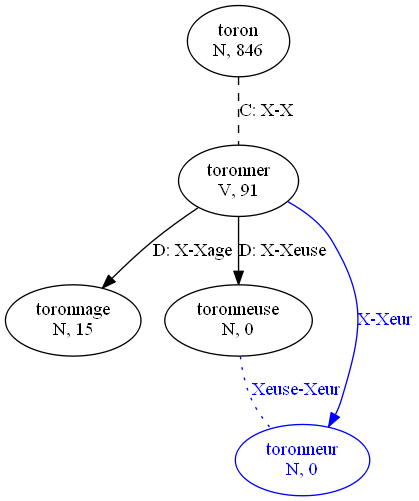 toron
N, 846
C: X-X
toronner
V, 91
D: X-Xage
D: X-Xeuse
toronnage
N, 15
toronneuse
N, 0
X-Xeur
Xeuse-Xeur
toronneur
N, 0